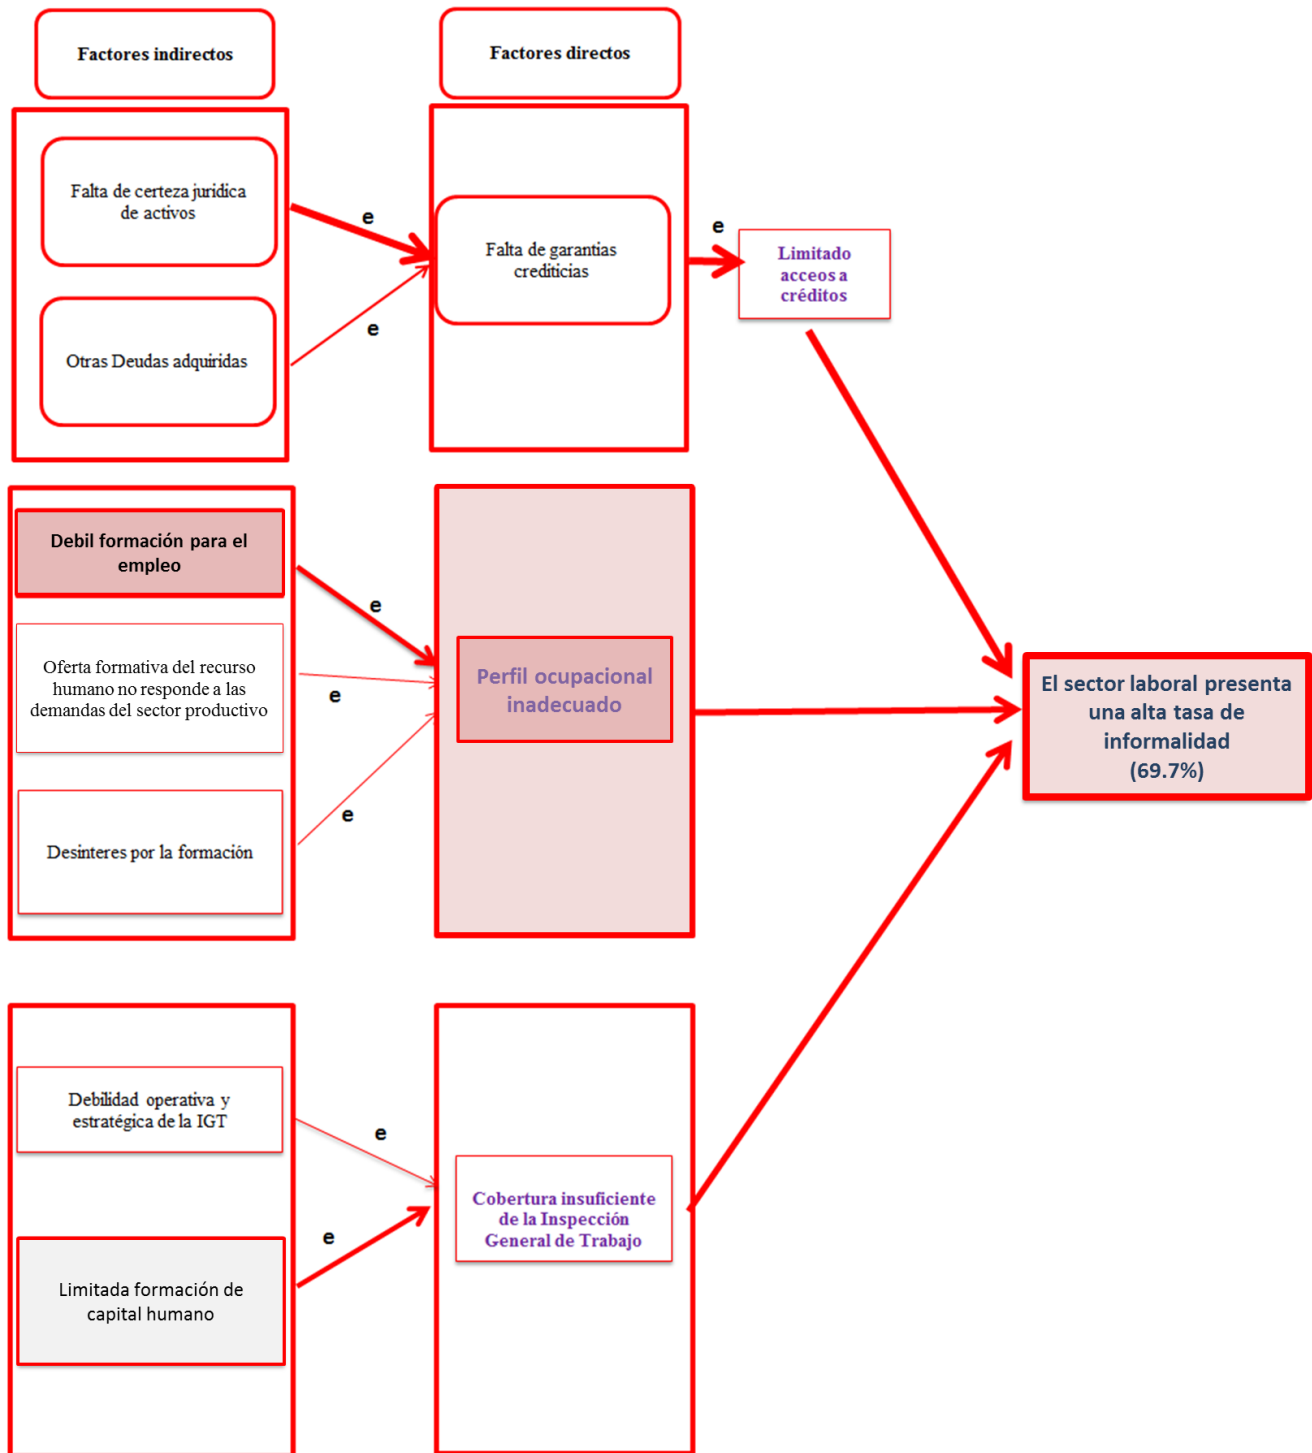 Factores indirectos
Factores directos
Falta de certeza juridica
de activos
e
Falta de garantias
crediticias
e
Limitado
acceos a
créditos
Otras Deudas adquiridas
e
Debil formación para el
empleo
e
Oferta formativa del recurso
humano no responde a las
demandas del sector productivo
e
Desinteres por la formación
e
Perfil ocupacional
inadecuado
El sector laboral presenta
una alta tasa de
informalidad
(69.7%)
Debilidad operativa y
estratégica de la IGT
e
Limitada formación de
capital humano
e
Cobertura insuficiente
de la Inspección
General de Trabajo